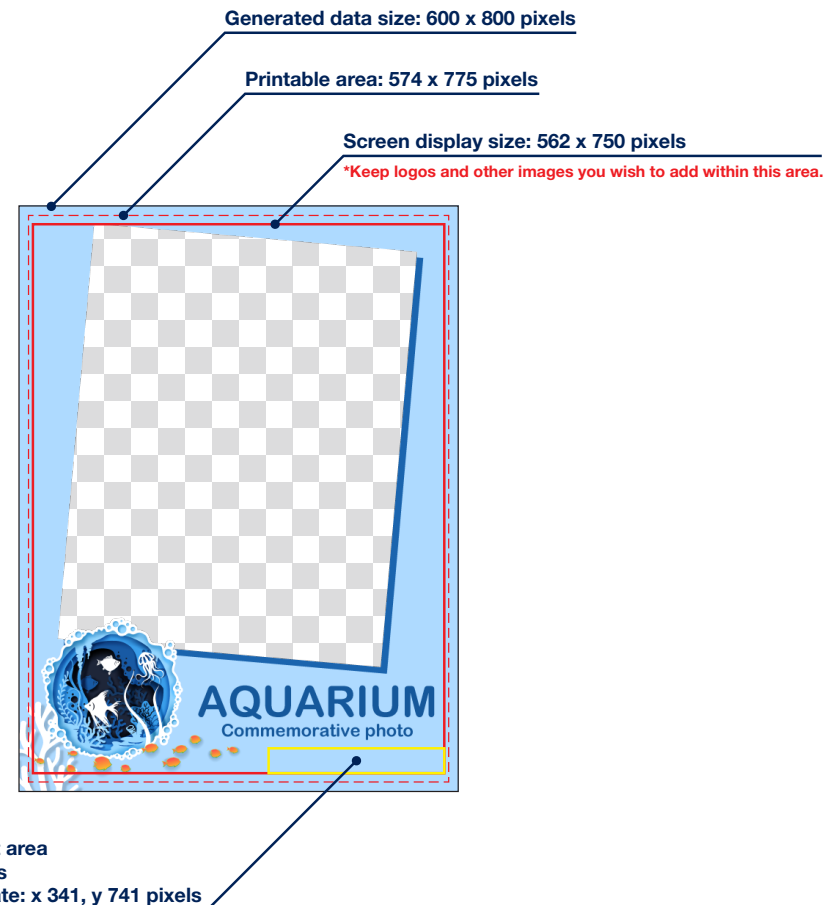 Generated data size: 600 x 800 pixels
Printable area: 574 x 775 pixels
Screen display size: 562 x 750 pixels
*Keep logos and other images you wish to add within this area.
AQUARIUM
Commemorative photo
area
x 341, y 741 pixels